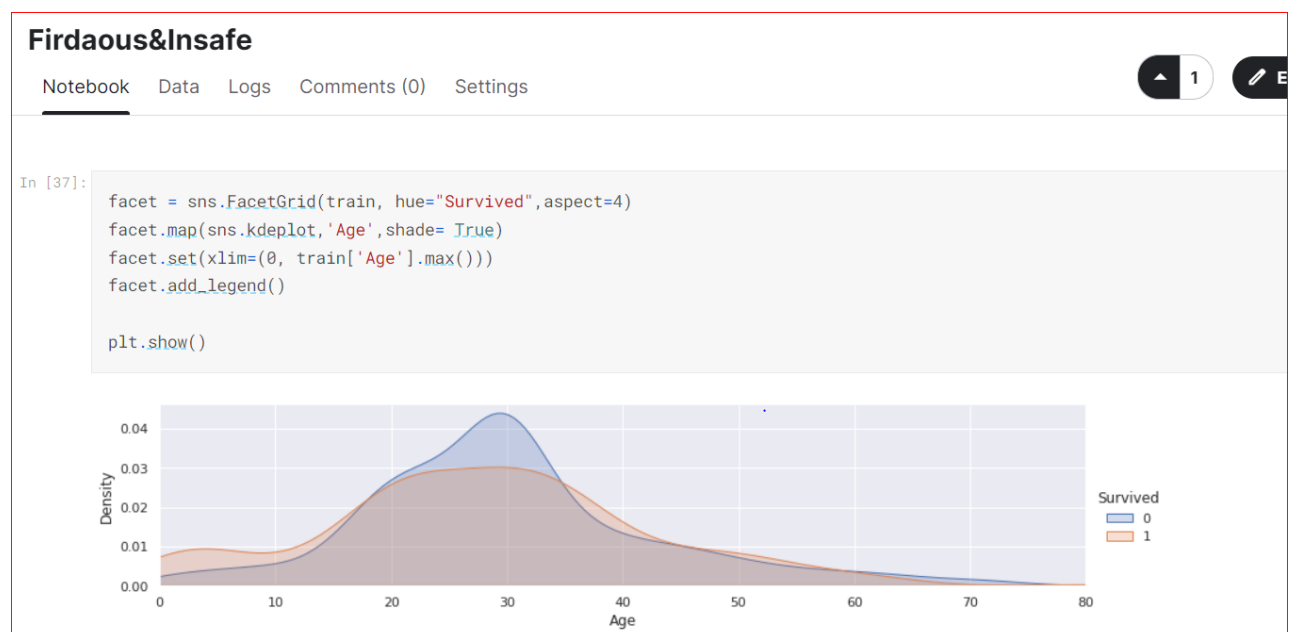 Firdaous&Insafe
Notebook Data Logs Comments (0) Settings
1
E
In [37]:
facet = sns.FacetGrid(train, hue="Survived",aspect=4)
facet.map(sns.kdeplot,'Age',shade= True)
facet.set(xlim=(0, train['Age'].max()))
facet.add_legend()
plt.show()
0.04
0.03
0.02
0.01
0.00
Density
0 10 20 30 40 50 60 70 80
Age
Survived
0
1